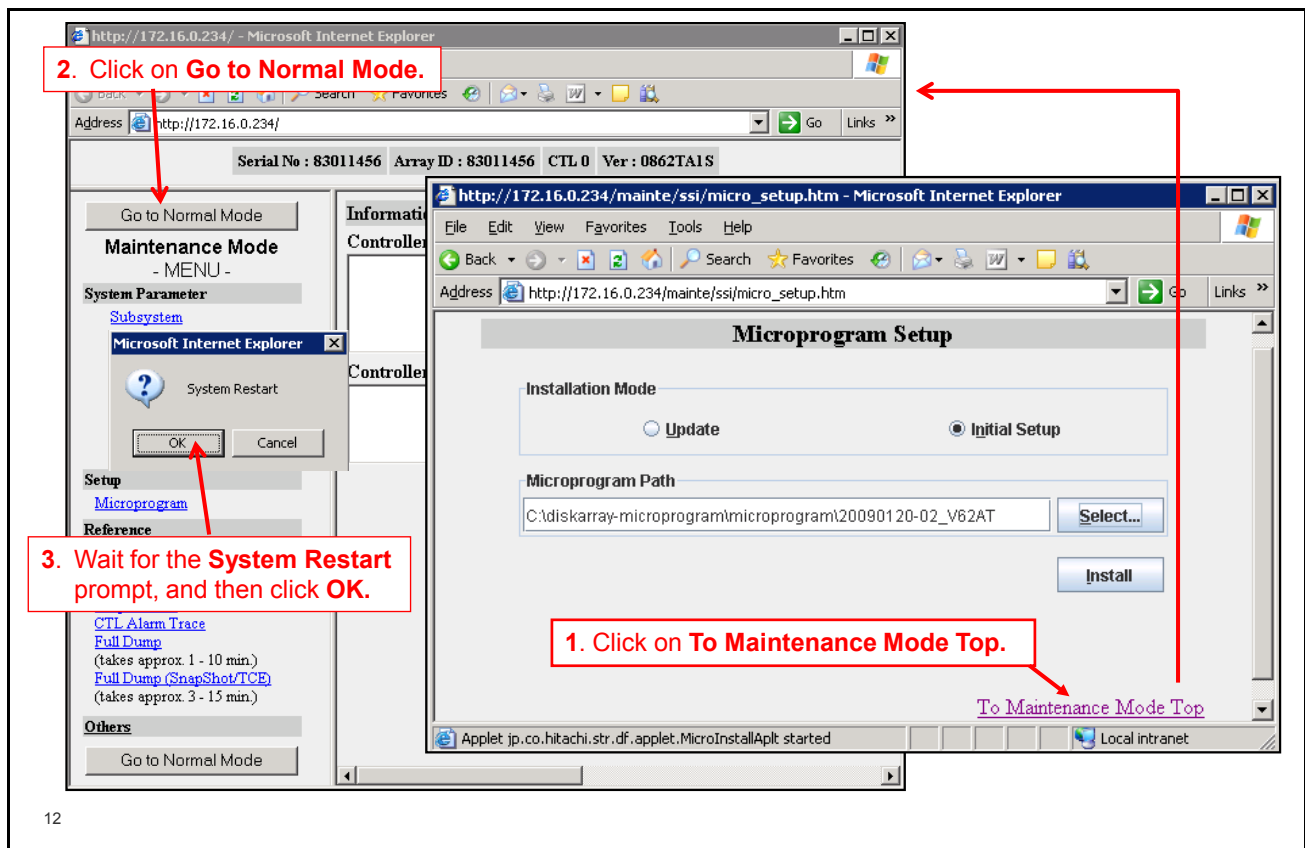 http://172.16.0.234/ - Microsoft Internet Explorer
2. Click on Go to Normal Mode.
Address http://172.16.0.234/
Go Links »
Serial No : 83011456 Array ID : 83011456 CTL 0 Ver : 0862TA1S
Go to Normal Mode
Maintenance Mode
- MENU -
System Parameter
Subsystem
Microsoft Internet Explorer
System Restart
OK Cancel
Setup
Microprogram
Reference
3. Wait for the System Restart
prompt, and then click OK.
CTL Alarm Trace
Full Dump
(takes approx. 1 - 10 min.)
Full Dump (SnapShot/TCE)
(takes approx. 3 - 15 min.)
Others
Go to Normal Mode
Controller
http://172.16.0.234/mainte/ssi/micro_setup.htm - Microsoft Internet Explorer
File Edit View Favorites Tools Help
Back Search Favorites
Address http://172.16.0.234/mainte/ssi/micro_setup.htm
Go Links »
Microprogram Setup
Installation Mode
Update Initial Setup
Microprogram Path
C:\diskarray-microprogram\microprogram\20090120-02_V62AT Select...
Install
1. Click on To Maintenance Mode Top.
To Maintenance Mode Top
Applet jp.co.hitachi.str.df.applet.MicroInstallAplt started Local intranet
12